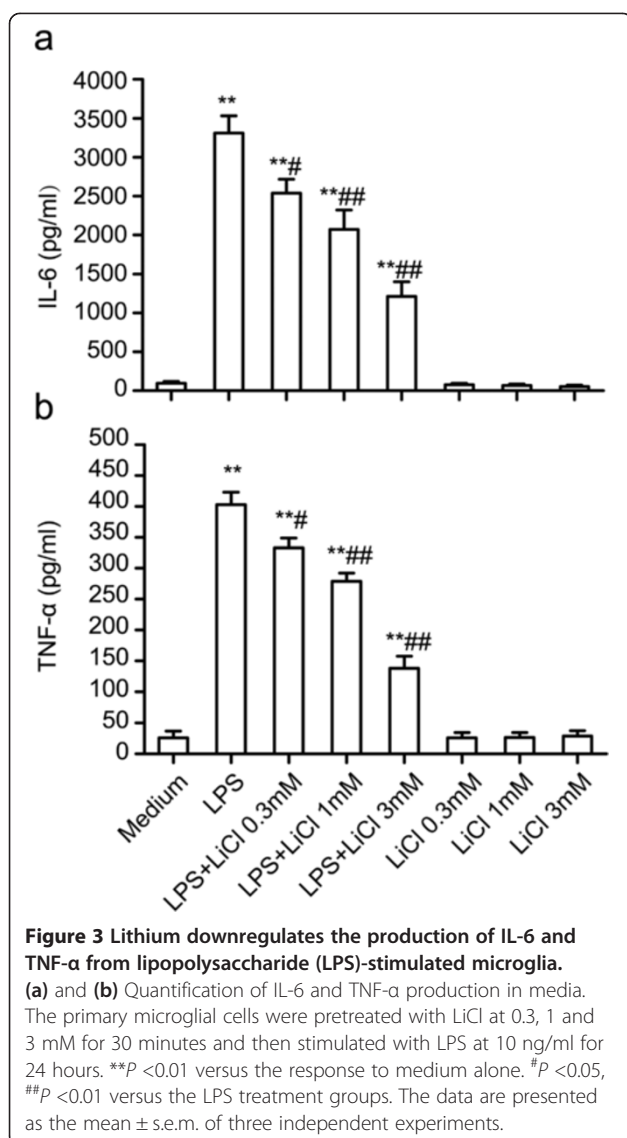 a
4000
3500
3000
2500
2000
1500
1000
500
0
IL-6 (pg/ml)
**
**#
**##
**##
b
500
450
400
350
300
250
200
150
100
50
0
TNF-α (pg/ml)
**
**#
**##
**##
Medium
LPS
LPS+LiCl 0.3mM
LPS+LiCl 1mM
LPS+LiCl 3mM
LiCl 0.3mM
LiCl 1mM
LiCl 3mM
Figure 3 Lithium downregulates the production of IL-6 and
TNF-α from lipopolysaccharide (LPS)-stimulated microglia.
(a) and (b) Quantification of IL-6 and TNF-α production in media.
The primary microglial cells were pretreated with LiCl at 0.3, 1 and
3 mM for 30 minutes and then stimulated with LPS at 10 ng/ml for
24 hours. **P <0.01 versus the response to medium alone. #P <0.05,
##P <0.01 versus the LPS treatment groups. The data are presented
as the mean ± s.e.m. of three independent experiments.